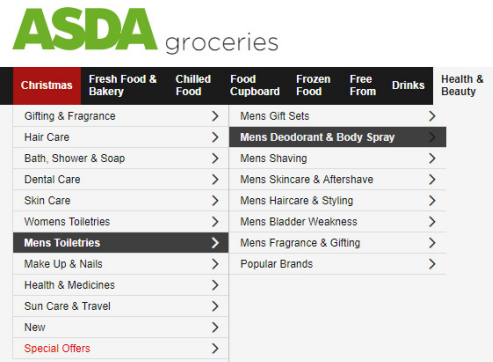 ASDA groceries
Christmas
Fresh Food &
Bakery
Chilled
Food
Food
Cupboard
Frozen
Food
Free
From
Drinks
Health &
Beauty
Gifting & Fragrance
Hair Care
Bath, Shower & Soap
Dental Care
Skin Care
Womens Toiletries
Mens Toiletries
Make Up & Nails
Health & Medicines
Sun Care & Travel
New
Special Offers
Mens Gift Sets
Mens Deodorant & Body Spray
Mens Shaving
Mens Skincare & Aftershave
Mens Haircare & Styling
Mens Bladder Weakness
Mens Fragrance & Gifting
Popular Brands